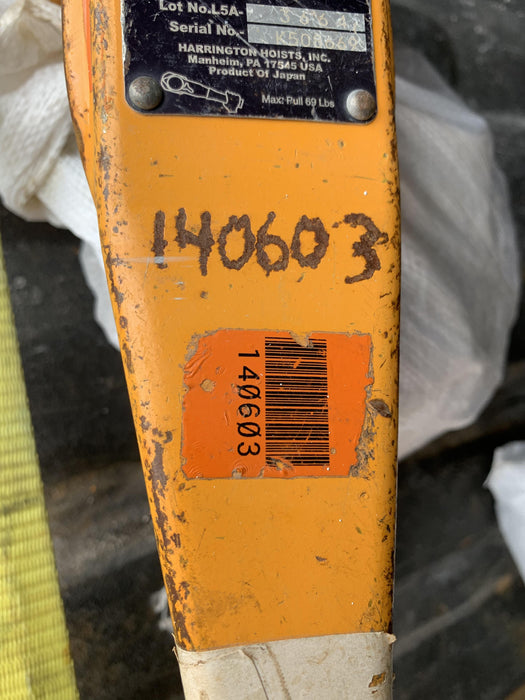 Lot No.L5A-
Serial No.-
HARRINGTON HOISTS, INC.
Manheim, PA 17545 USA
Product Of Japan
Max: Pull 69 Lbs
140603
140603